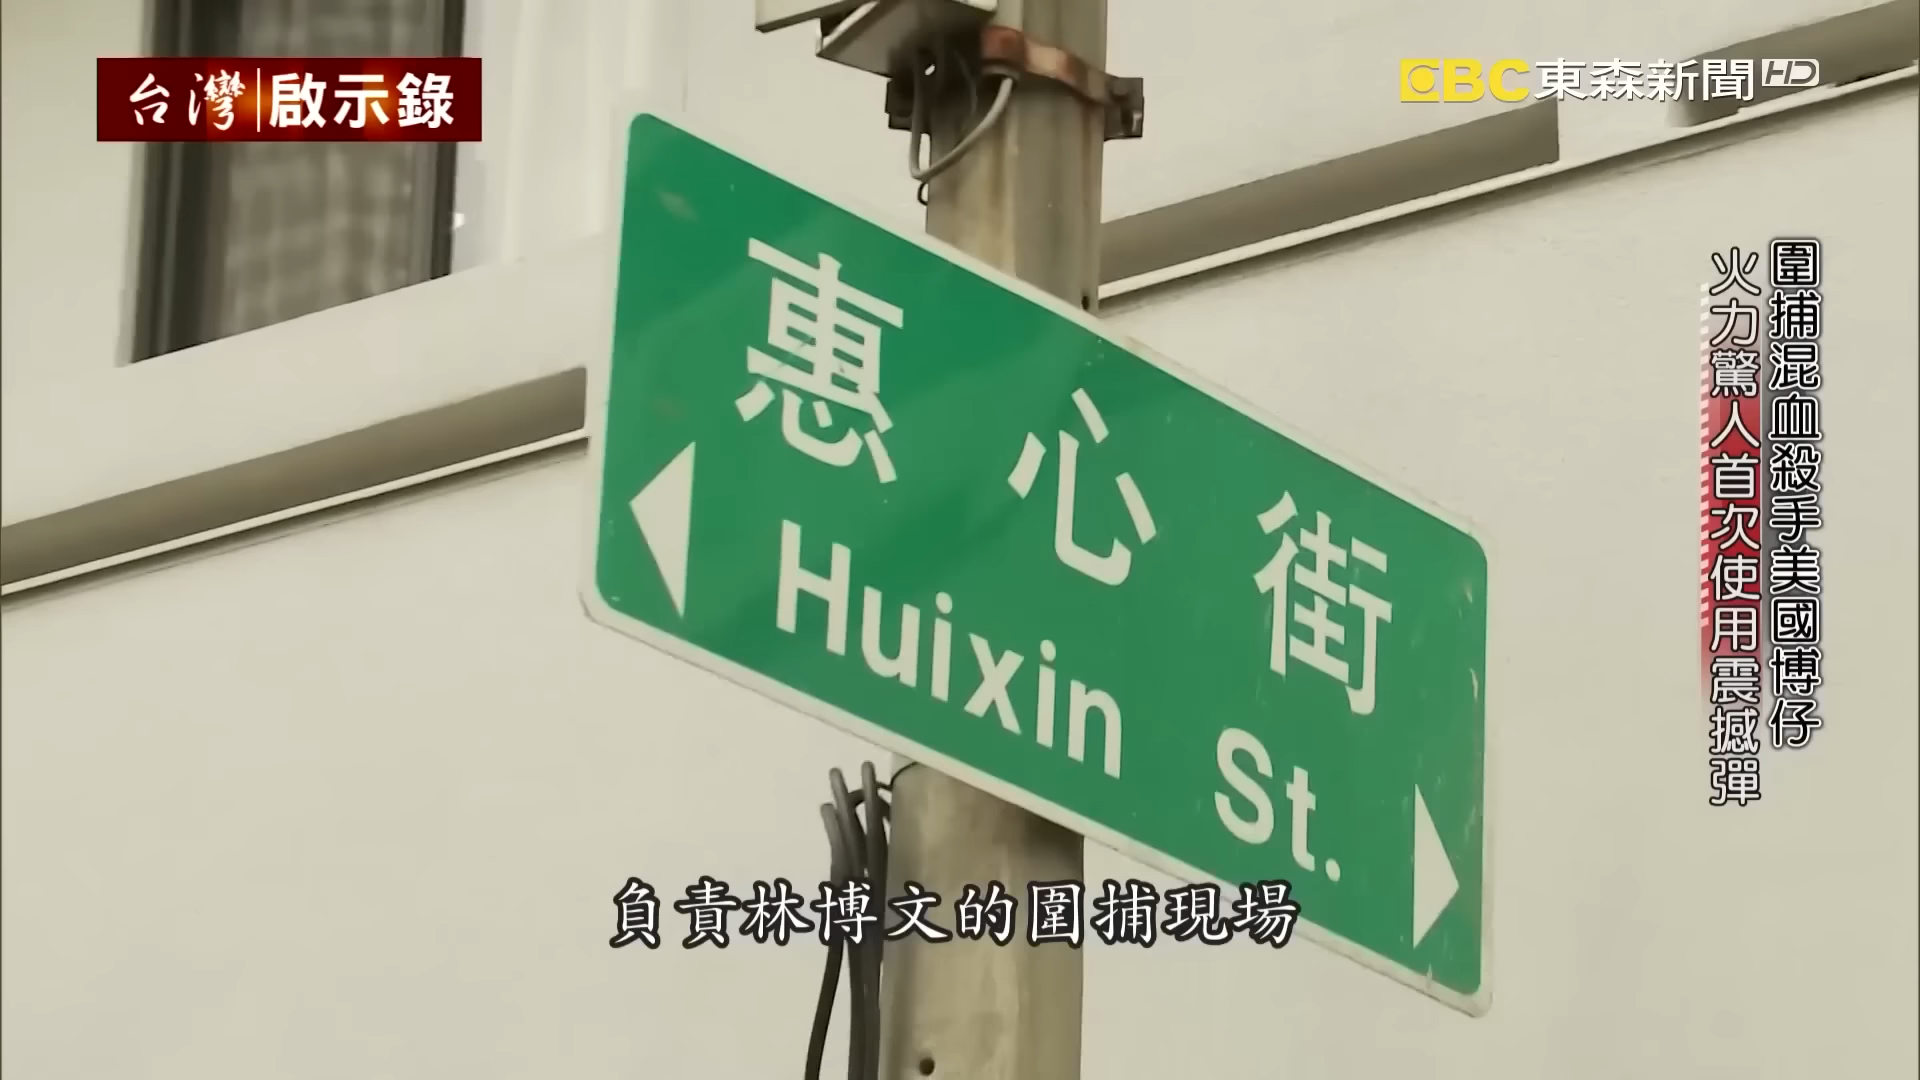 台灣 啟示錄
EBC 東森新聞 HD
圍捕混血殺手美國博仔
火力驚人首次使用震撼彈
惠心街
Huixin St.
負責林博文的圍捕現場